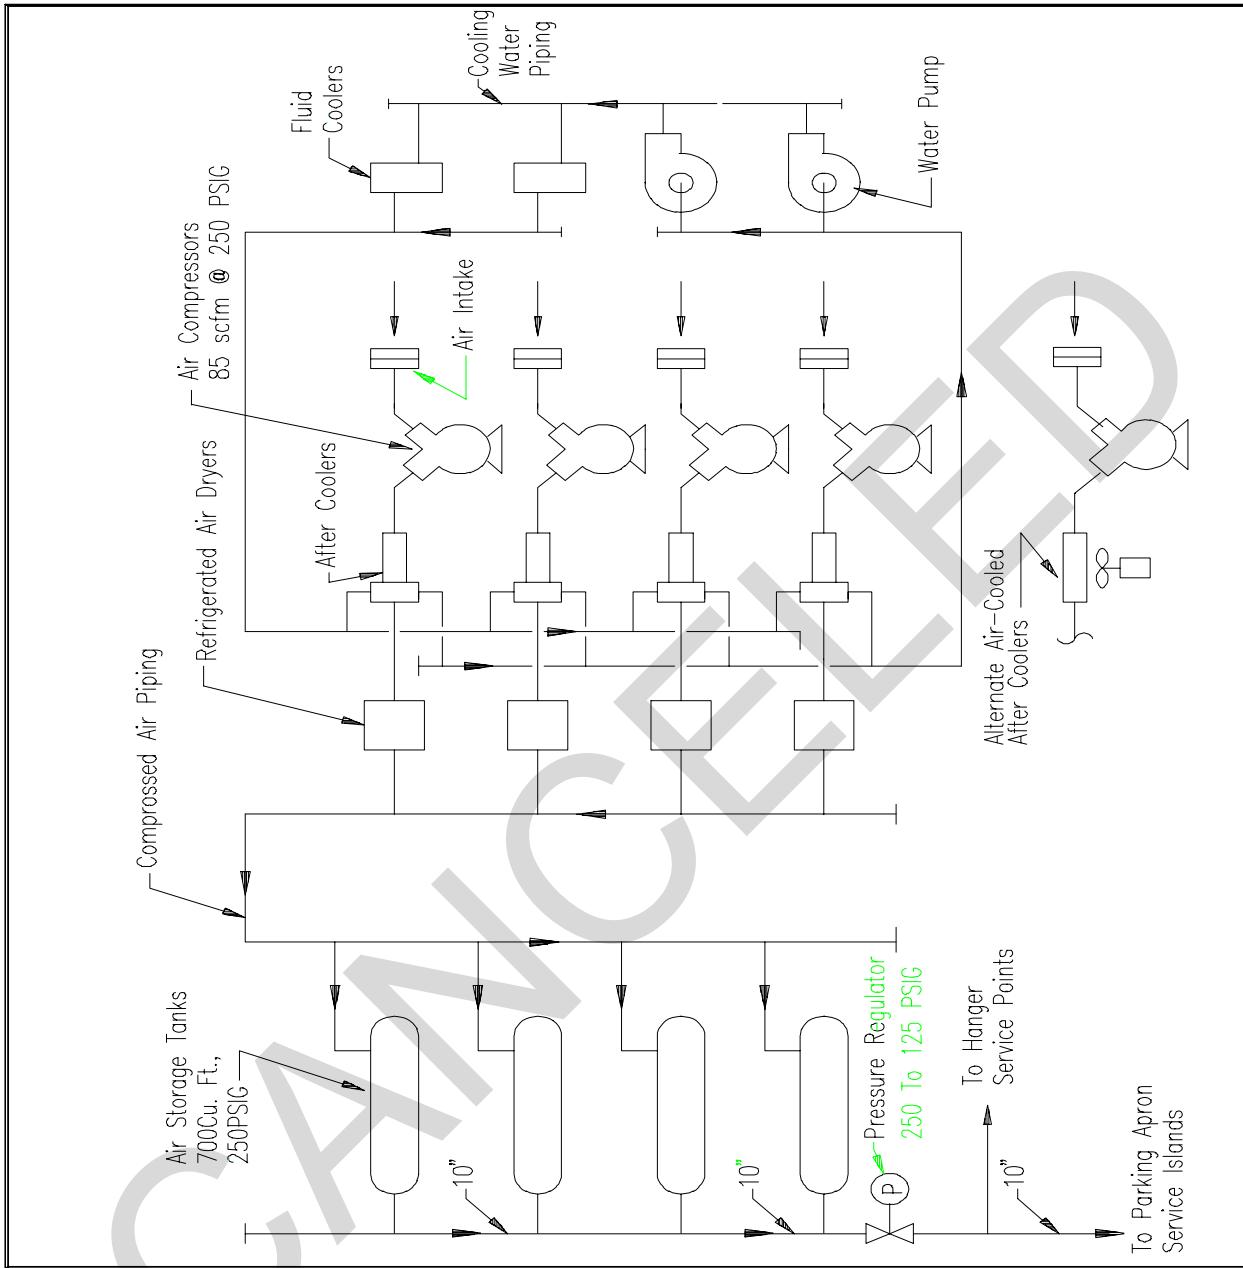 Cooling
Water
Piping
Fluid
Coolers
Water Pump
Air Compressors
85 scfm @ 250 PSIG
Air Intake
Refrigerated Air Dryers
After Coolers
Alternate Air-Cooled
After Coolers
Comprossed Air Piping
Air Storage Tanks
700Cu. Ft.,
250PSIG
10"
10"
P
Pressure Regulator
250 To 125 PSIG
To Hanger
Service Points
10"
To Parking Apron
Service Islands
CANCELED